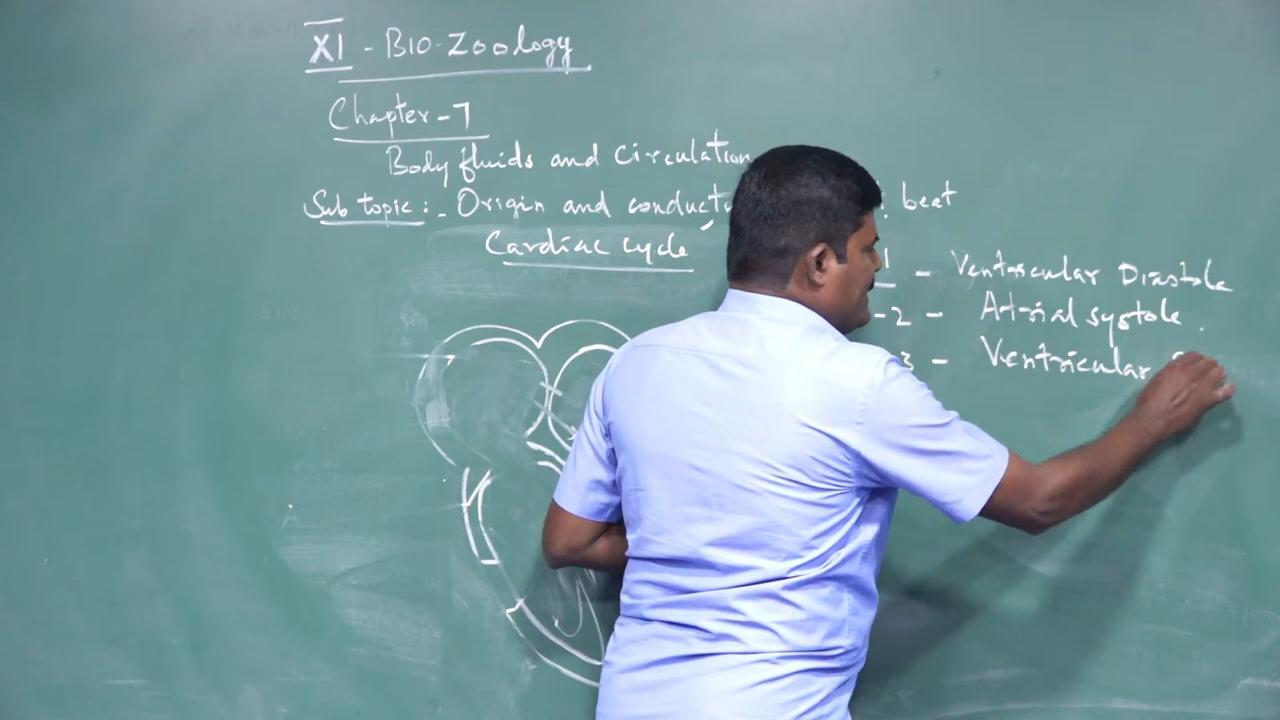 XI - BIO-Zoology
Chapter - 7
Body fluids and Circulation
Sub topic :- Origin and conducti
beat
Cardiac cycle
1 - Ventricular Diastole
-2 - Atrial systole.
3 - Ventricular